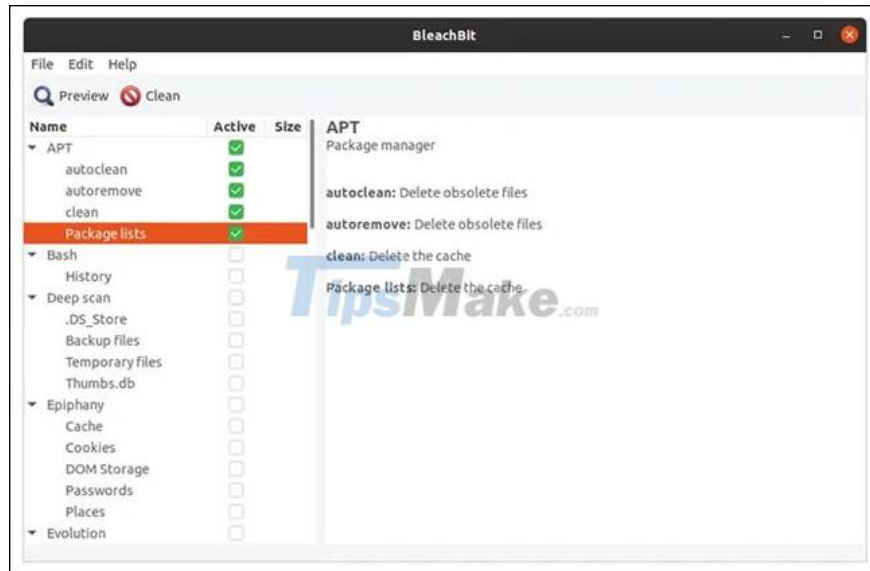 BleachBit
File Edit Help
Preview Clean
Name Active Size
APT
autoclean
autoremove
clean
Package lists
Bash
History
Deep scan
.DS_Store
Backup files
Temporary files
Thumbs.db
Epiphany
Cache
Cookies
DOM Storage
Passwords
Places
Evolution
APT
Package manager
autoclean: Delete obsolete files
autoremove: Delete obsolete files
clean: Delete the cache
Package lists: Delete the cache
TipsMake.com